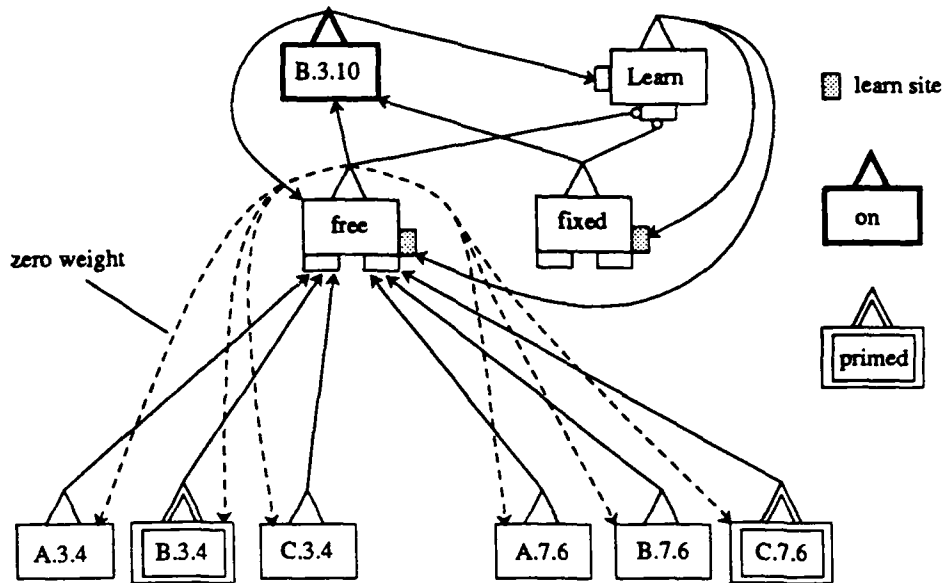 B.3.10
Learn
learn site
free
fixed
on
zero weight
primed
A.3.4
B.3.4
C.3.4
A.7.6
B.7.6
C.7.6